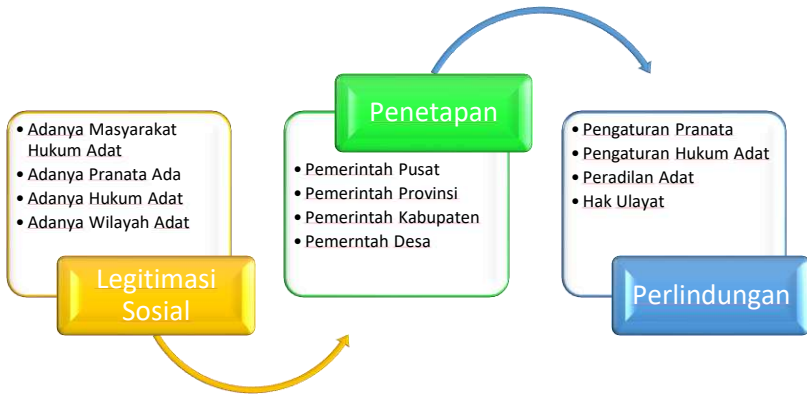 • Adanya Masyarakat
Hukum Adat
• Adanya Pranata Ada
• Adanya Hukum Adat
• Adanya Wilayah Adat
Legitimasi
Sosial
Penetapan
• Pemerintah Pusat
• Pemerintah Provinsi
• Pemerintah Kabupaten
• Pemerntah Desa
• Pengaturan Pranata
• Pengaturan Hukum Adat
• Peradilan Adat
• Hak Ulayat
Perlindungan